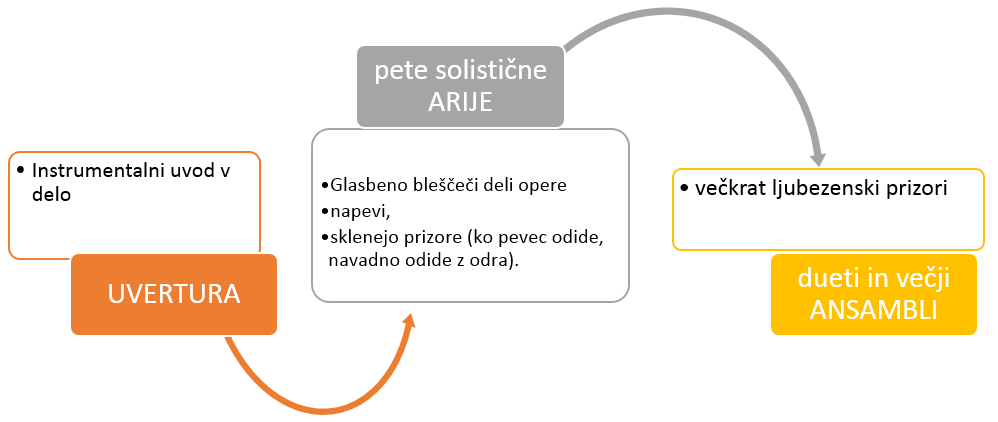 • Instrumentalni uvod v
delo
UVERTURA
pete solistične
ARIJE
•Glasbeno bleščeči deli opere
•napevi,
•sklenejo prizore (ko pevec odide,
navadno odide z odra).
• večkrat ljubezenski prizori
dueti in večji
ANSAMBLI